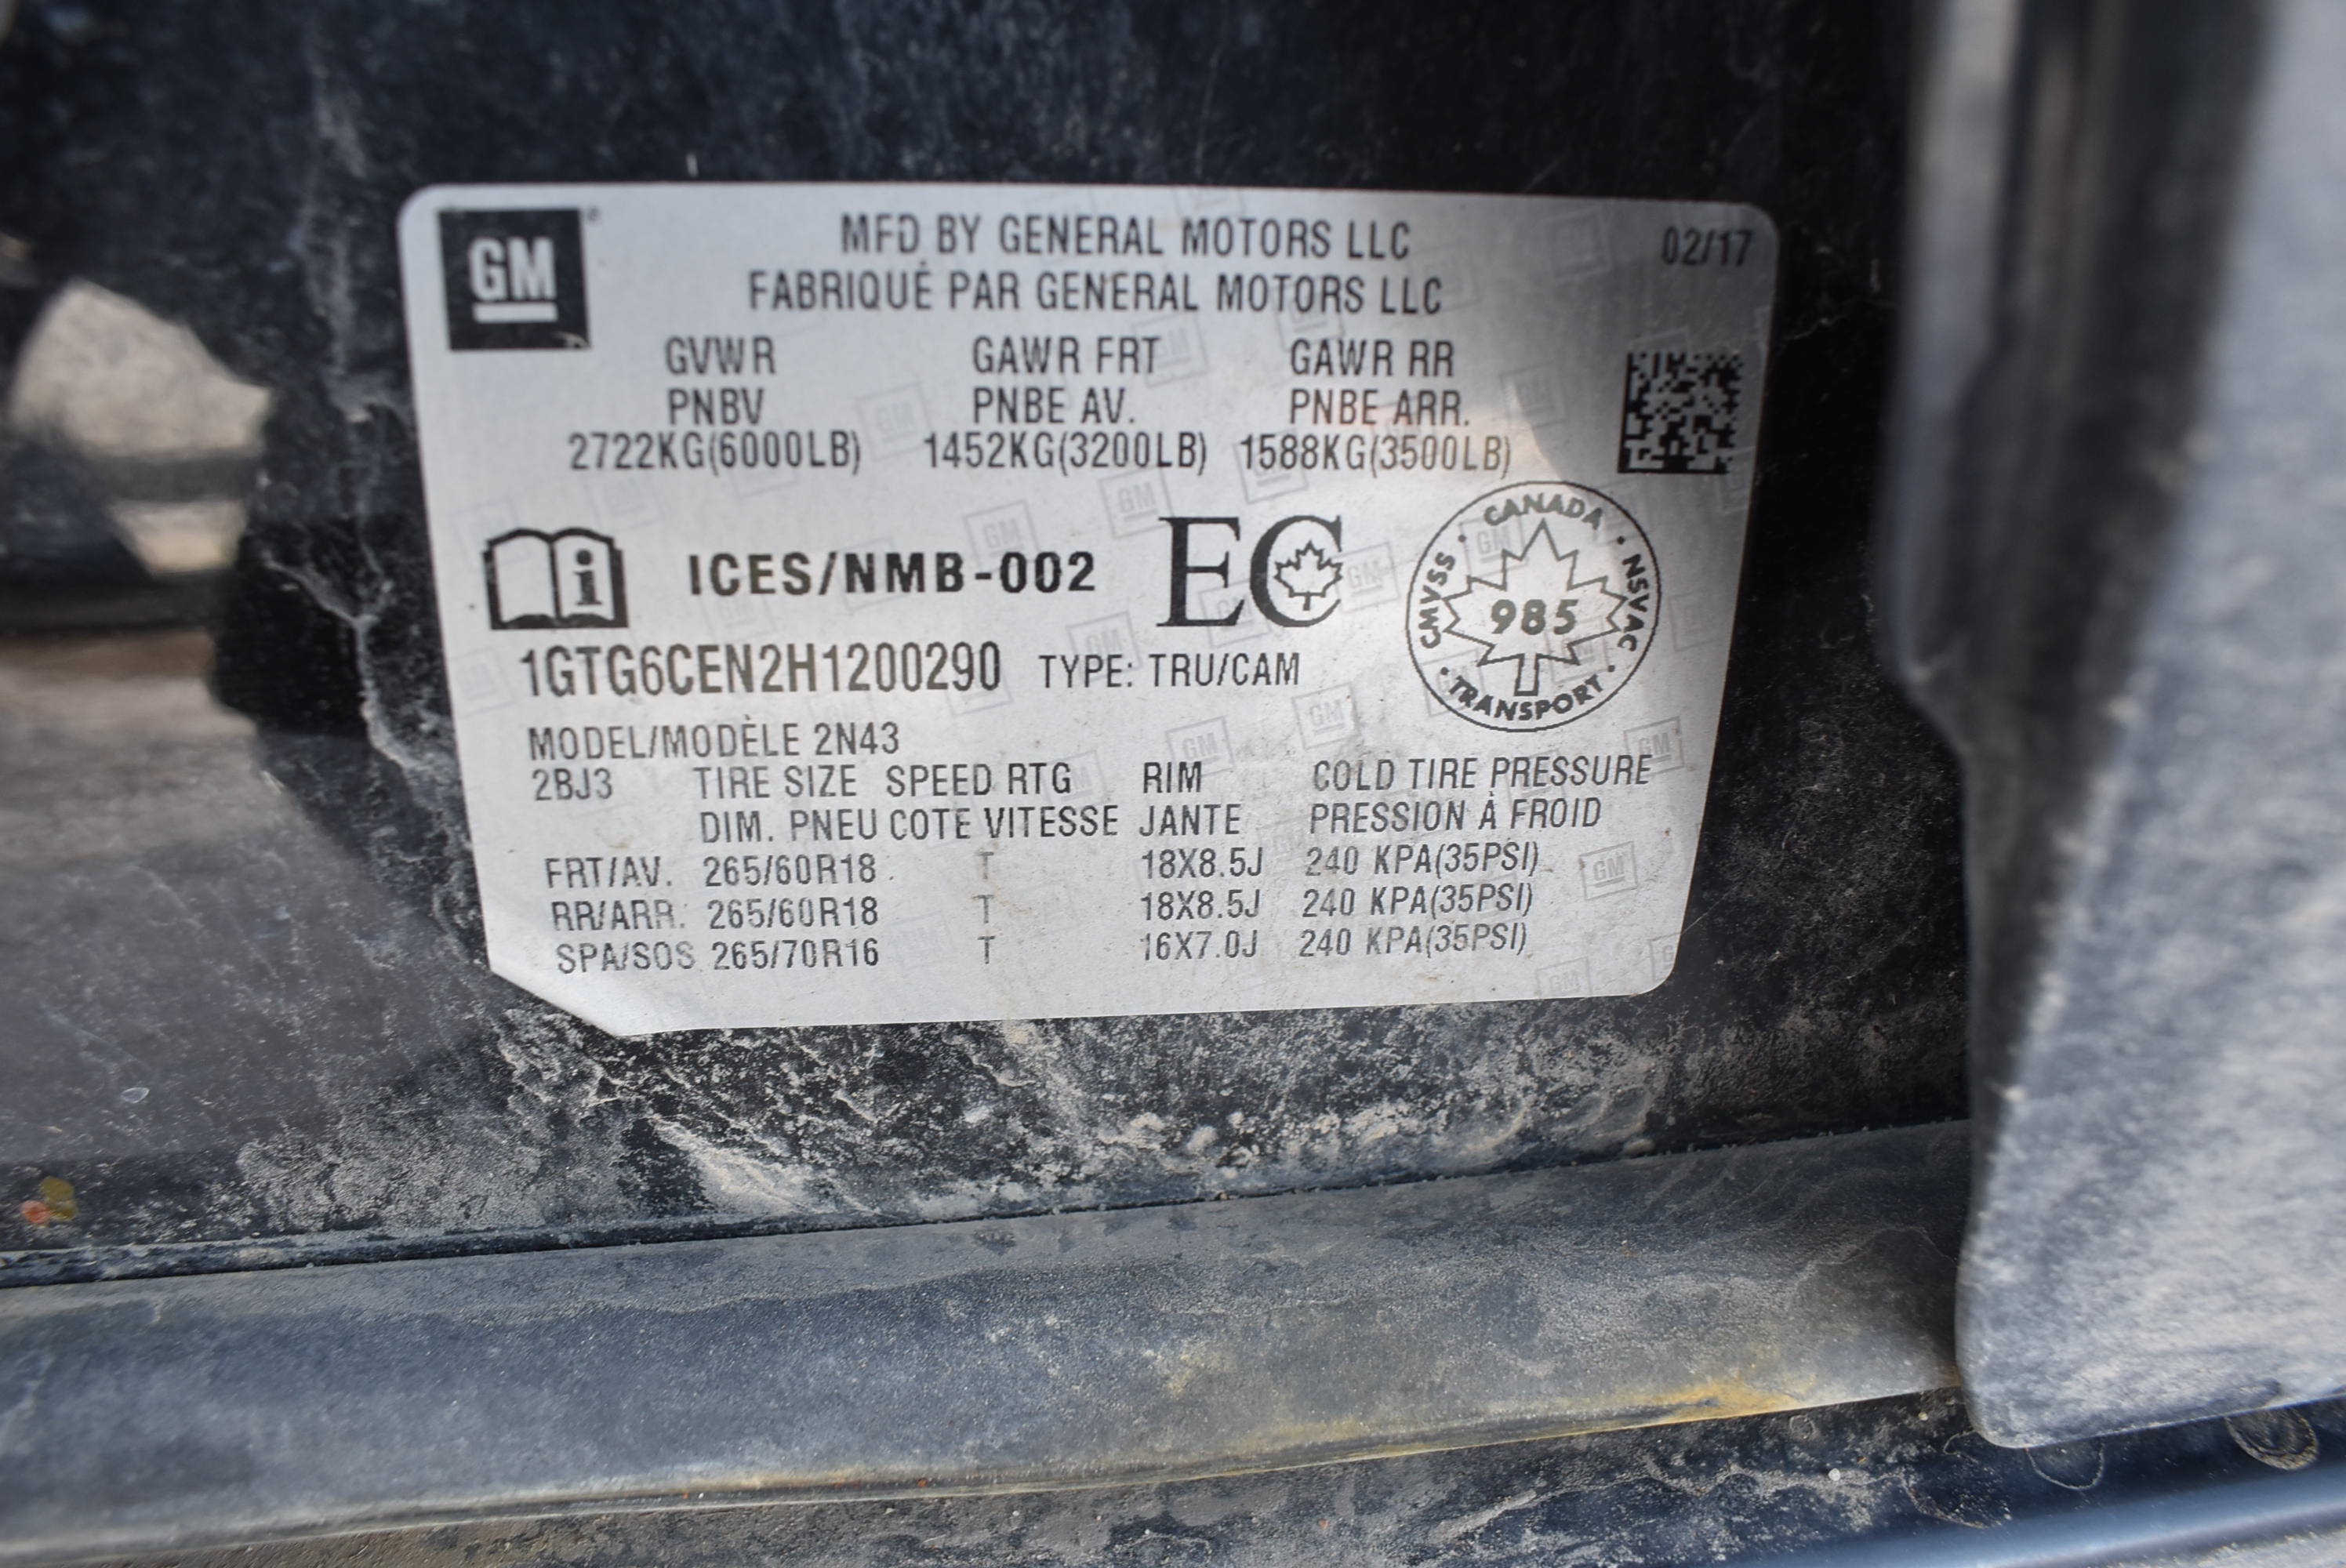 GM
MFD BY GENERAL MOTORS LLC
02/17
FABRIQUÉ PAR GENERAL MOTORS LLC
GVWR GAWR FRT GAWR RR
PNBV PNBE AV. PNBE ARR.
2722KG(6000LB) 1452KG(3200LB) 1588KG(3500LB)
i ICES/NMB-002 EC
CANADA · NSVAC · TRANSPORT · CMVSS ·
985
1GTG6CEN2H1200290 TYPE: TRU/CAM
MODEL/MODÈLE 2N43
2BJ3 TIRE SIZE SPEED RTG RIM COLD TIRE PRESSURE
DIM. PNEU COTE VITESSE JANTE PRESSION À FROID
FRT/AV. 265/60R18 T 18X8.5J 240 KPA(35PSI)
RR/ARR. 265/60R18 T 18X8.5J 240 KPA(35PSI)
SPA/SOS 265/70R16 T 16X7.0J 240 KPA(35PSI)